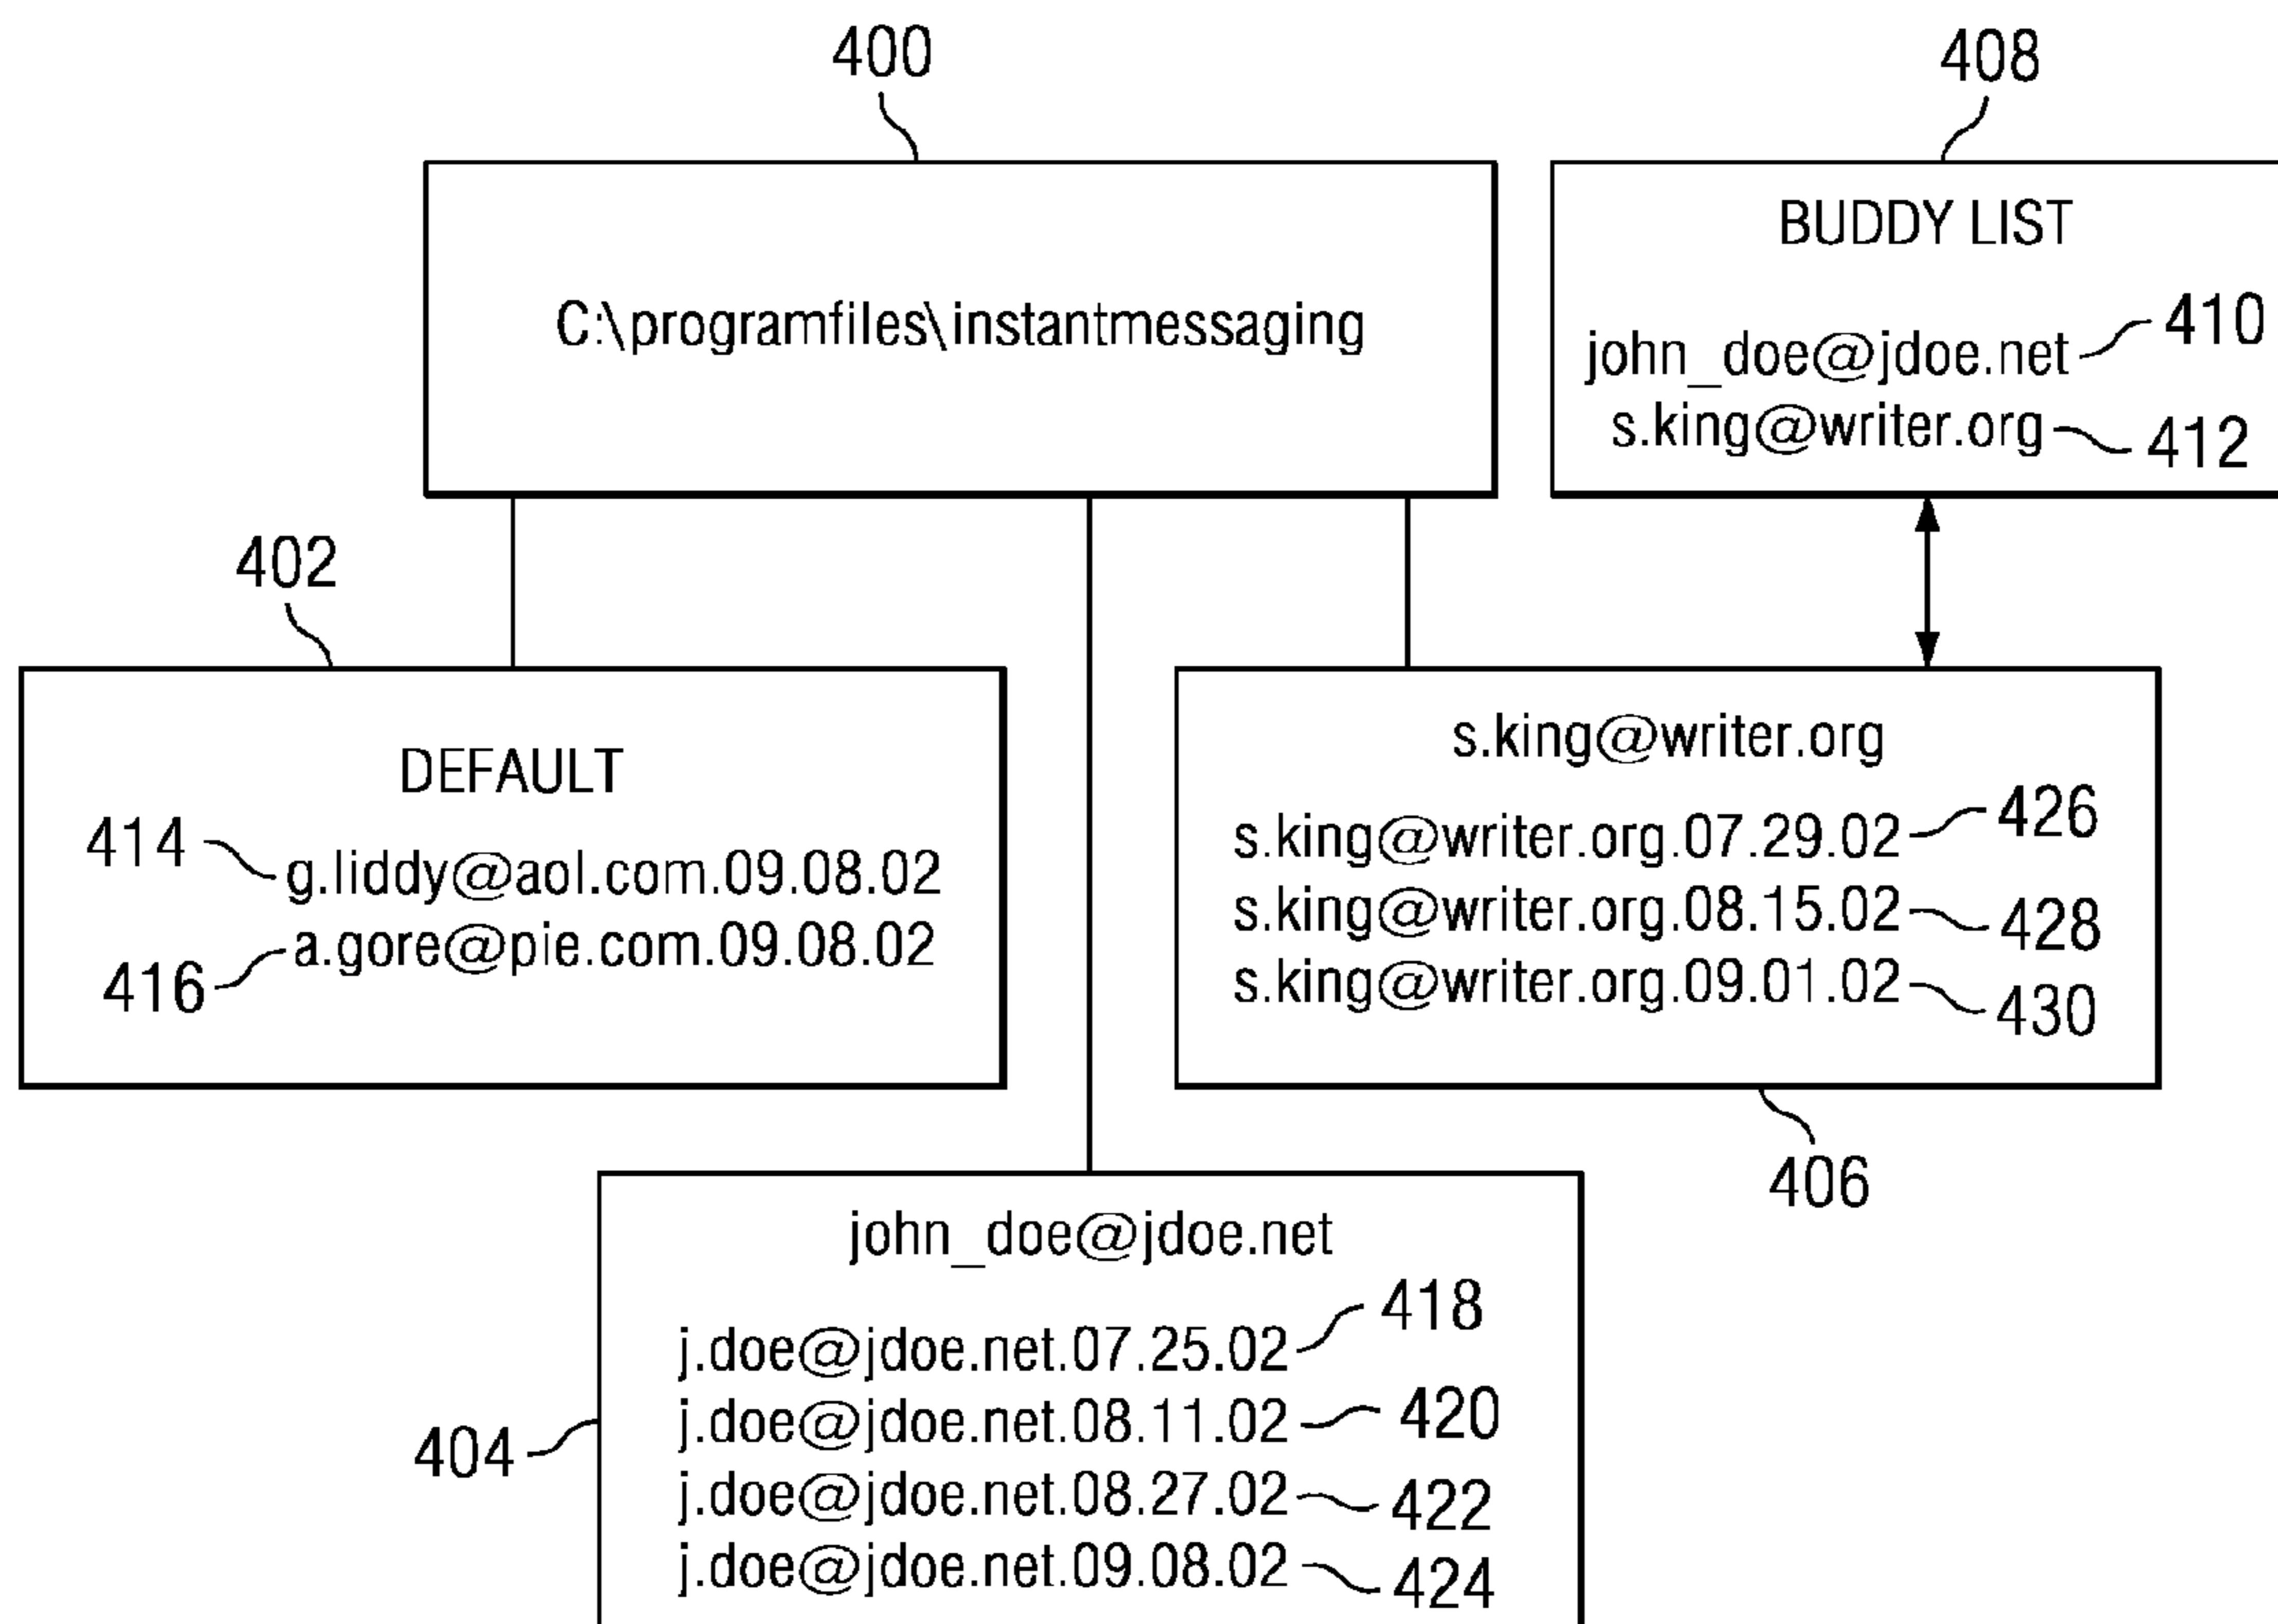 400
408
C:\programfiles\instantmessaging
BUDDY LIST
john_doe@jdoe.net 410
s.king@writer.org 412
402
DEFAULT
414 g.liddy@aol.com.09.08.02
a.gore@pie.com.09.08.02
416
s.king@writer.org
s.king@writer.org.07.29.02 426
s.king@writer.org.08.15.02 428
s.king@writer.org.09.01.02 430
406
john_doe@jdoe.net
j.doe@jdoe.net.07.25.02 418
j.doe@jdoe.net.08.11.02 420
404
j.doe@jdoe.net.08.27.02 422
j.doe@jdoe.net.09.08.02 424